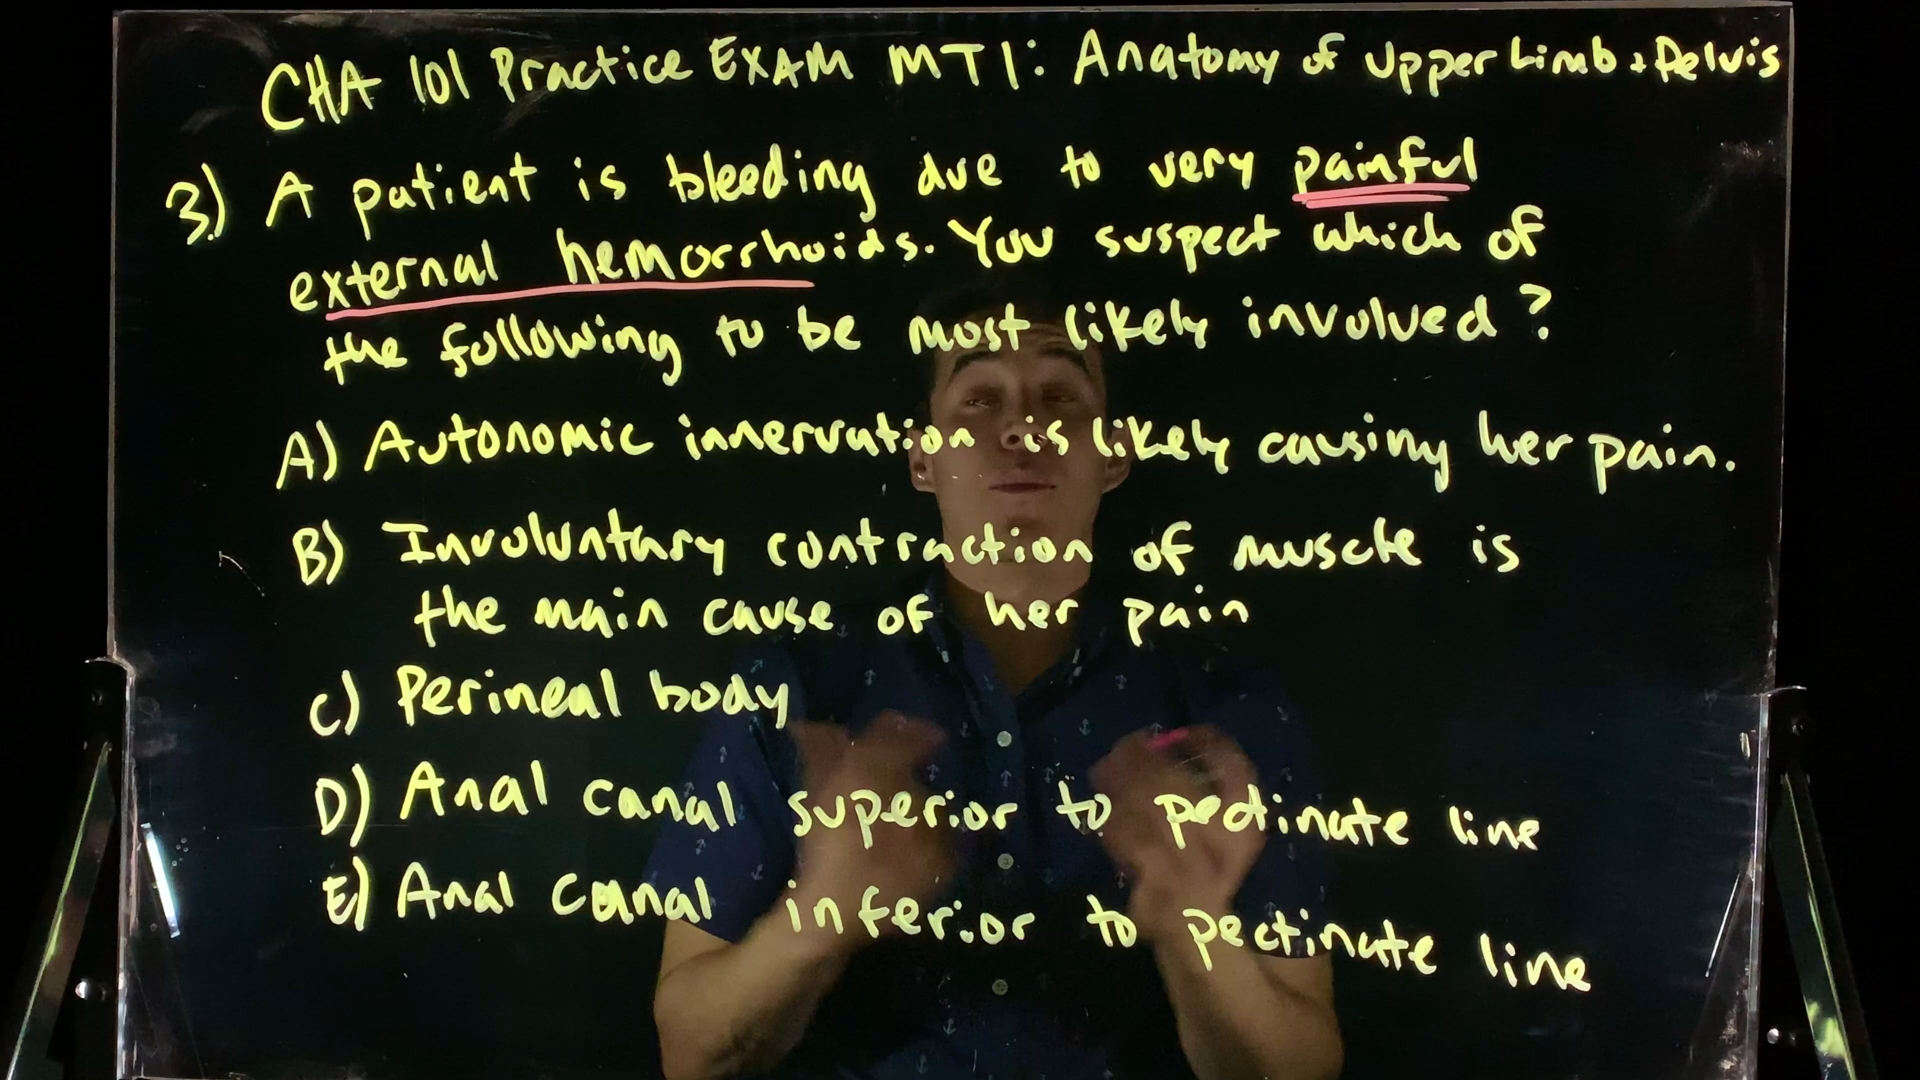 CHA 101 Practice EXAM MT1: Anatomy of Upper Limb + Pelvis
3.) A patient is bleeding due to very painful
external hemorrhoids. You suspect which of
the following to be most likely involved?
A) Autonomic innervation is likely causing her pain.
B) Involuntary contraction of muscle is
the main cause of her pain
C) Perineal body
D) Anal canal superior to pectinate line
E) Anal canal inferior to pectinate line